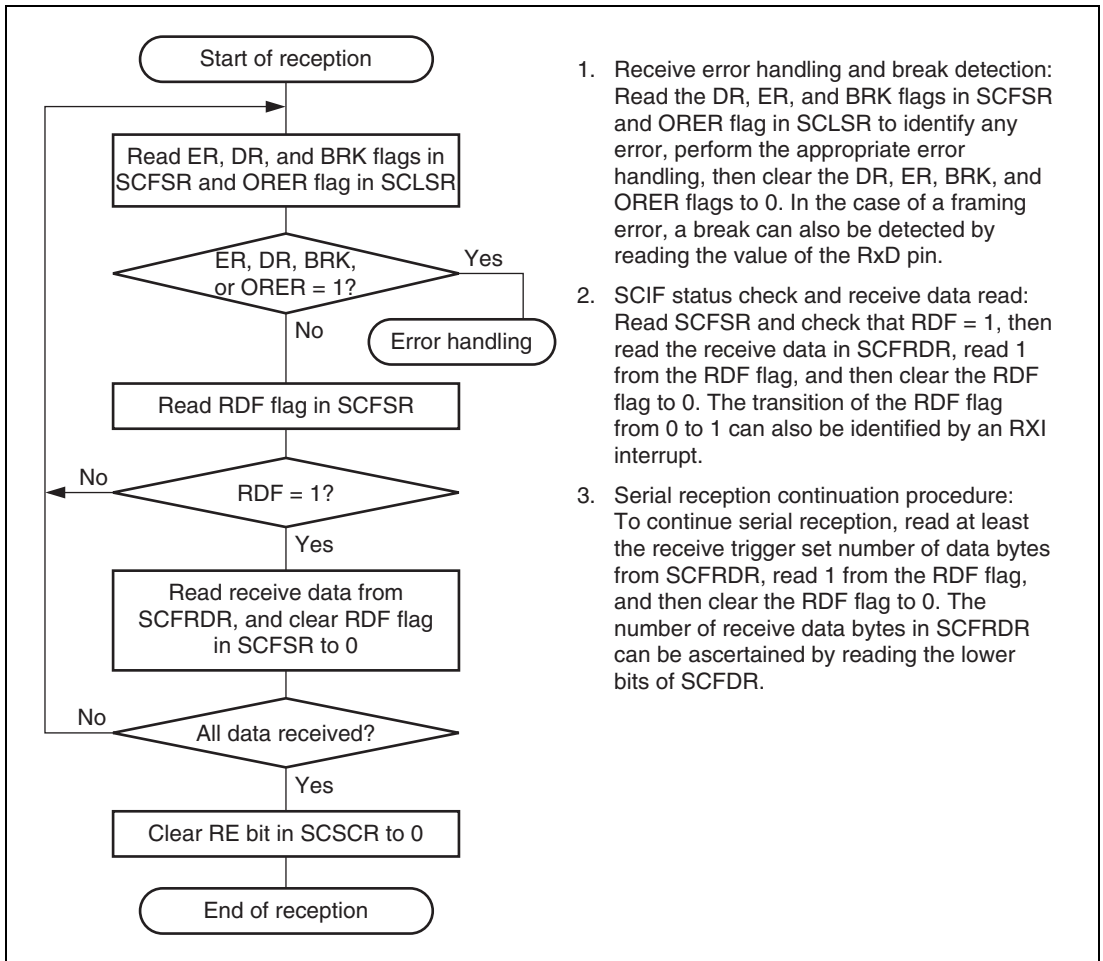 Start of reception
Read ER, DR, and BRK flags in
SCFSR and ORER flag in SCLSR
ER, DR, BRK,
or ORER = 1?
Yes
No
Error handling
Read RDF flag in SCFSR
No
RDF = 1?
Yes
Read receive data from
SCFRDR, and clear RDF flag
in SCFSR to 0
No
All data received?
Yes
Clear RE bit in SCSCR to 0
End of reception
1. Receive error handling and break detection:
Read the DR, ER, and BRK flags in SCFSR
and ORER flag in SCLSR to identify any
error, perform the appropriate error
handling, then clear the DR, ER, BRK, and
ORER flags to 0. In the case of a framing
error, a break can also be detected by
reading the value of the RxD pin.
2. SCIF status check and receive data read:
Read SCFSR and check that RDF = 1, then
read the receive data in SCFRDR, read 1
from the RDF flag, and then clear the RDF
flag to 0. The transition of the RDF flag
from 0 to 1 can also be identified by an RXI
interrupt.
3. Serial reception continuation procedure:
To continue serial reception, read at least
the receive trigger set number of data bytes
from SCFRDR, read 1 from the RDF flag,
and then clear the RDF flag to 0. The
number of receive data bytes in SCFRDR
can be ascertained by reading the lower
bits of SCFDR.